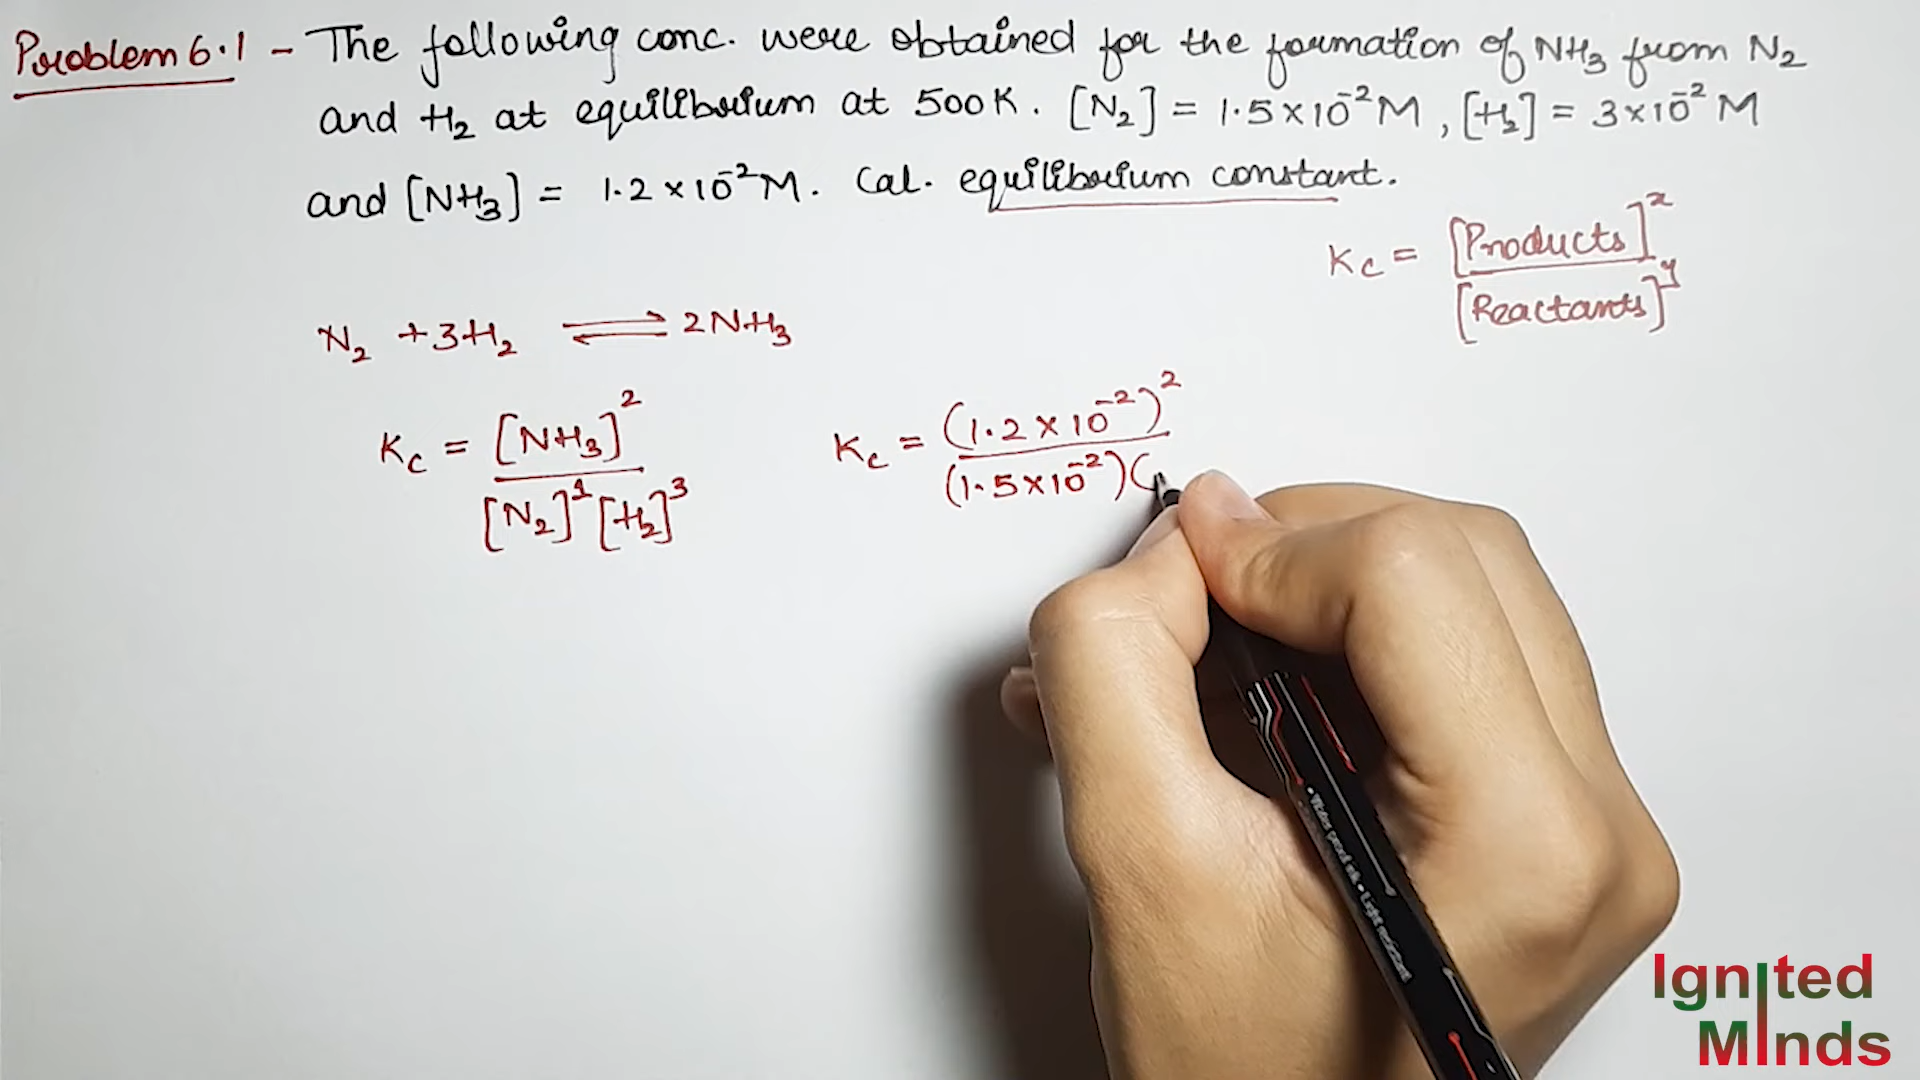 Problem 6.1 - The following conc. were obtained for the formation of NH₃ from N₂
and H₂ at equilibrium at 500K. [N₂] = 1.5×10⁻²M, [H₂] = 3×10⁻²M
and [NH₃] = 1.2×10⁻²M. Cal. equilibrium constant.
Kc = [Products]ˣ / [Reactants]ʸ
N₂ + 3H₂ ⇌ 2NH₃
Kc = [NH₃]² / [N₂]¹ [H₂]³
Kc = (1.2×10⁻²)² / (1.5×10⁻²)(
Ignited
Minds